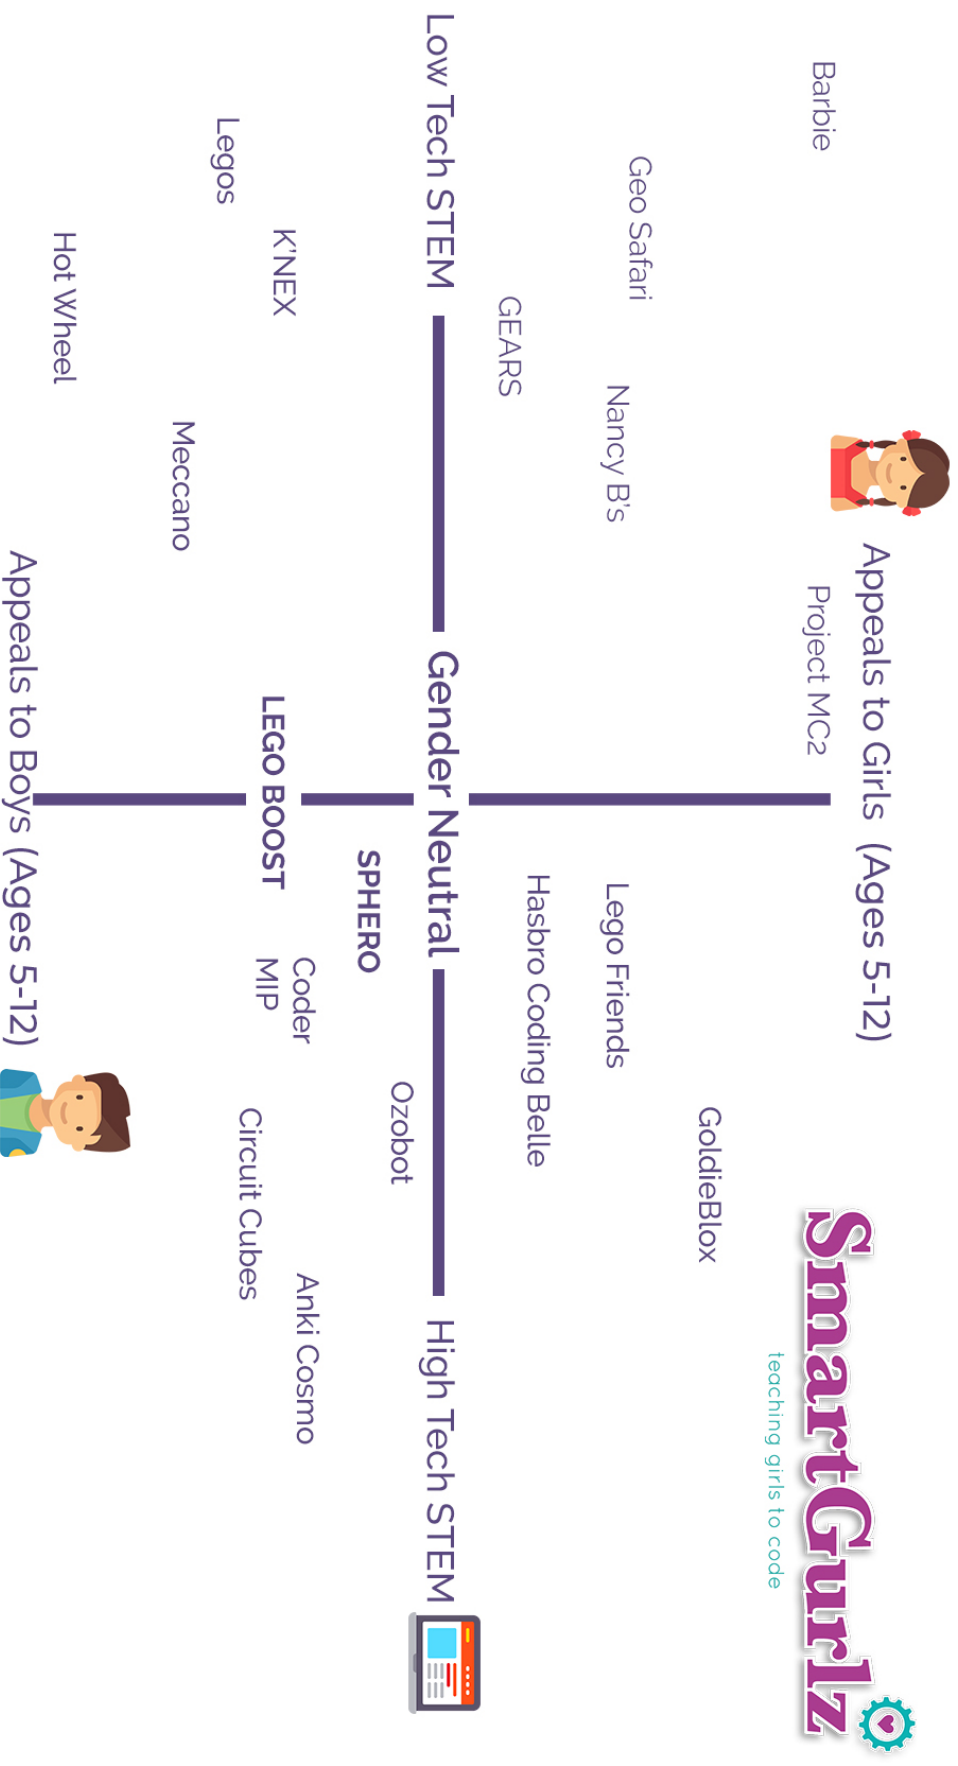 Appeals to Girls (Ages 5-12)
SmartGurlz
teaching girls to code
Barbie
Project MC2
GoldieBlox
Geo Safari
Nancy B's
Lego Friends
GEARS
Hasbro Coding Belle
Low Tech STEM
Gender Neutral
High Tech STEM
Ozobot
SPHERO
K'NEX
Coder
MIP
Anki Cosmo
LEGO BOOST
Legos
Circuit Cubes
Meccano
Hot Wheel
Appeals to Boys (Ages 5-12)